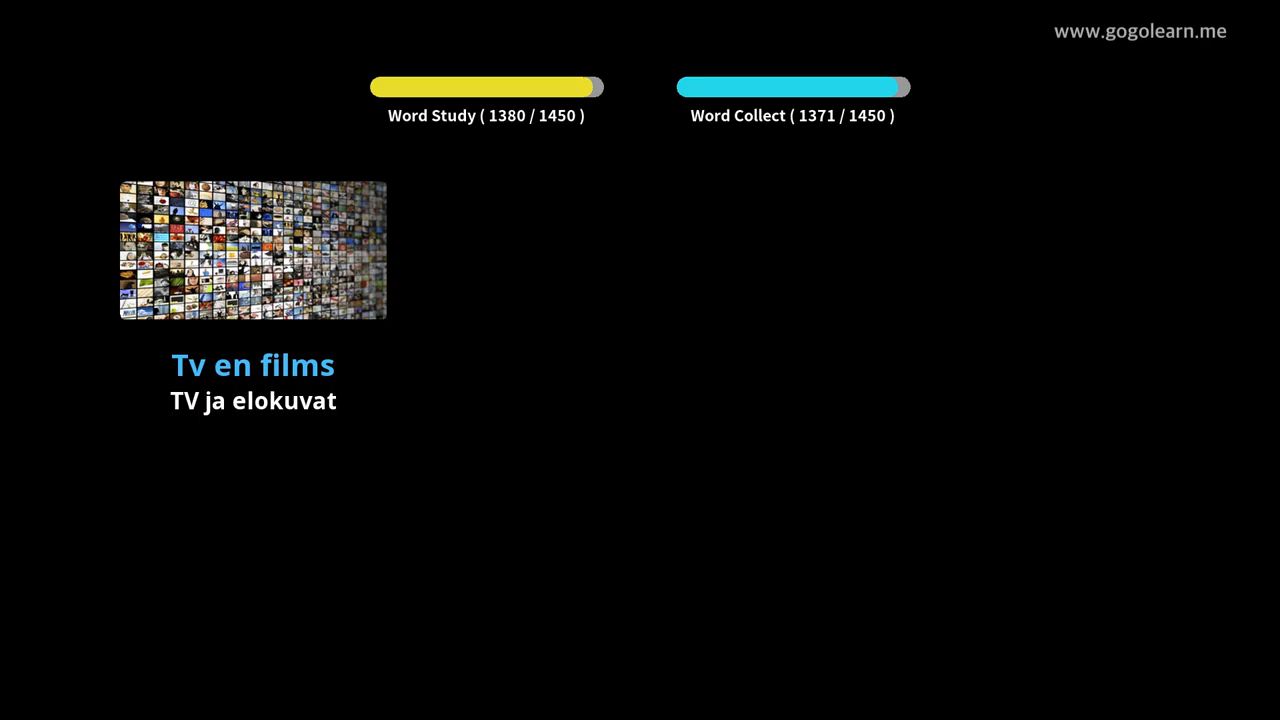 www.gogolearn.me
Word Study ( 1380 / 1450 )
Word Collect ( 1371 / 1450 )
Tv en films
TV ja elokuvat